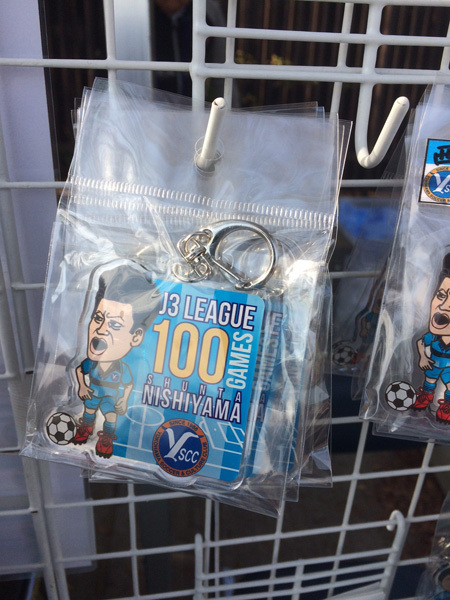 J3 LEAGUE
100
GAMES
SHUNTA
NISHIYAMA
YSCC